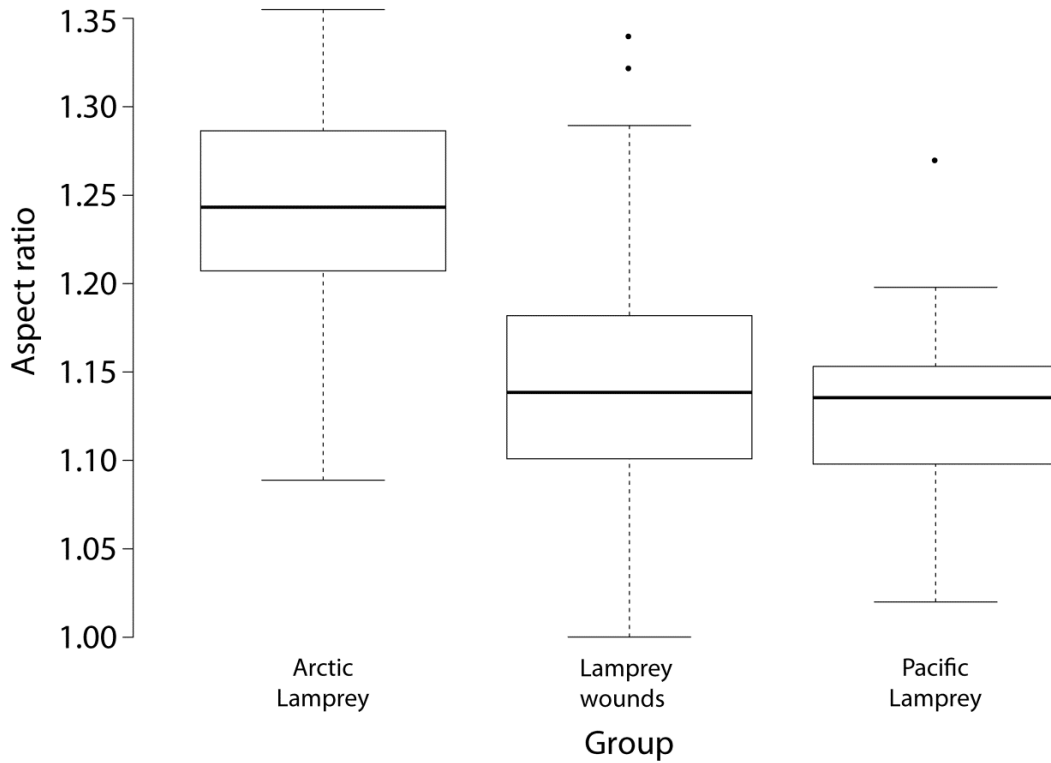 Aspect ratio
1.35
1.30
1.25
1.20
1.15
1.10
1.05
1.00
Arctic
Lamprey
Lamprey
wounds
Pacific
Lamprey
Group